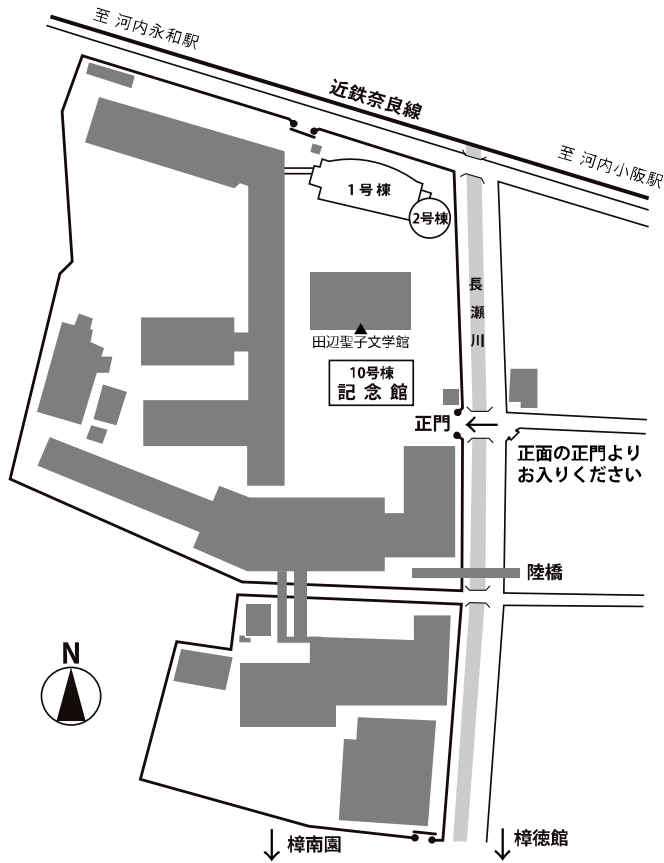 至 河内永和駅
近鉄奈良線
至 河内小阪駅
1号棟
2号棟
長瀬川
田辺聖子文学館
10号棟
記念館
正門
正面の正門より
お入りください
陸橋
N
樟南園
樟徳館